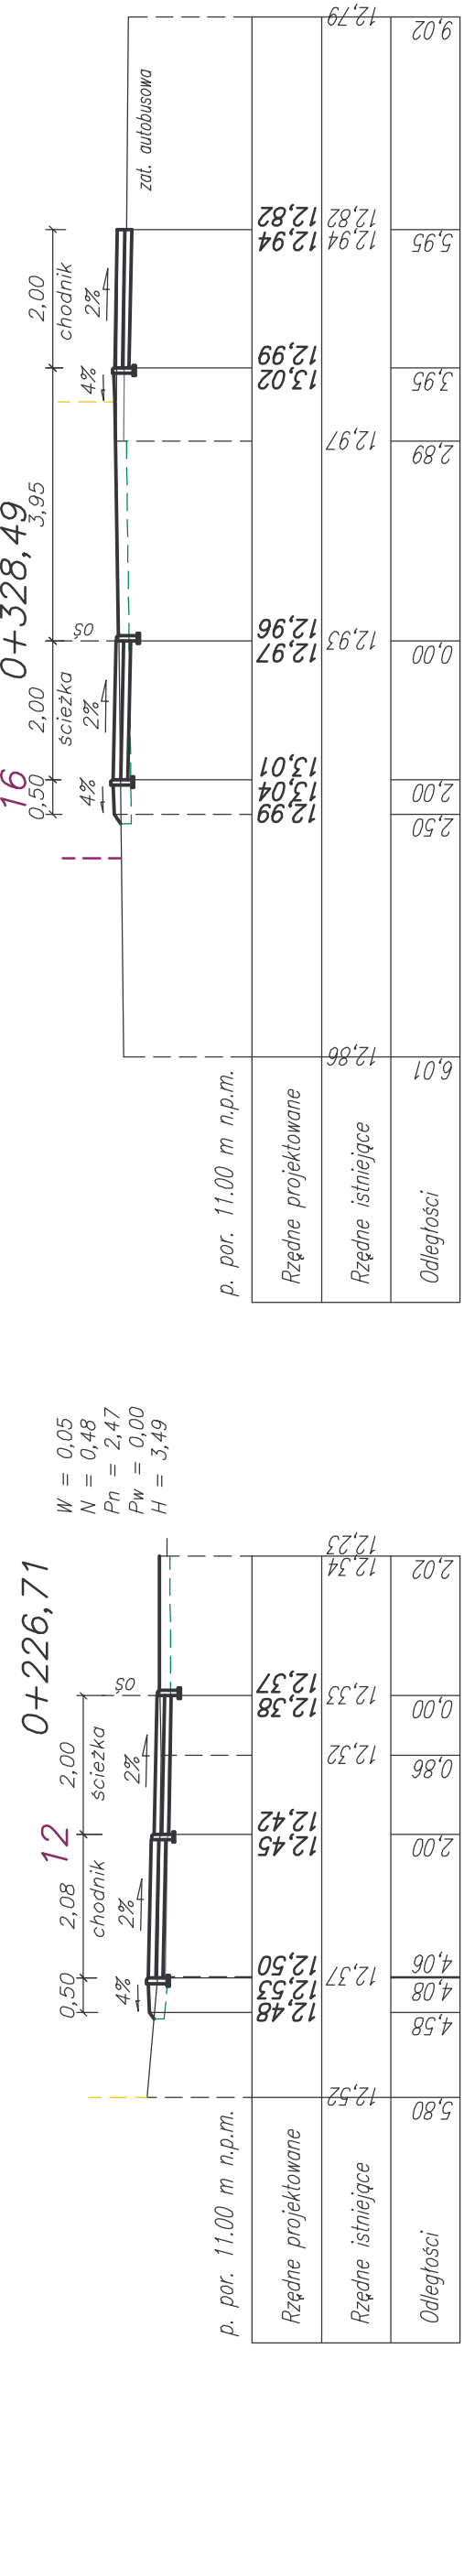 16 0+328,49
0,50 2,00 3,95 2,00
ścieżka chodnik
4% 2% oś 4% 2%
zat. autobusowa
p. por. 11.00 m n.p.m.
Rzędne projektowane 12,99 13,04 13,01 12,97 12,96 13,02 12,99 12,94 12,82
Rzędne istniejące 12,86 12,93 12,97 12,94 12,82 12,79
Odległości 6,01 2,50 2,00 0,00 2,89 3,95 5,95 9,02
12 0+226,71
W = 0,05
N = 0,48
Pn = 2,47
Pw = 0,00
H = 3,49
0,50 2,08 2,00
chodnik ścieżka
4% 2% 2% oś
p. por. 11.00 m n.p.m.
Rzędne projektowane 12,48 12,53 12,50 12,45 12,42 12,38 12,37
Rzędne istniejące 12,52 12,37 12,32 12,33 12,34 12,23
Odległości 5,80 4,58 4,08 4,06 2,00 0,86 0,00 2,02